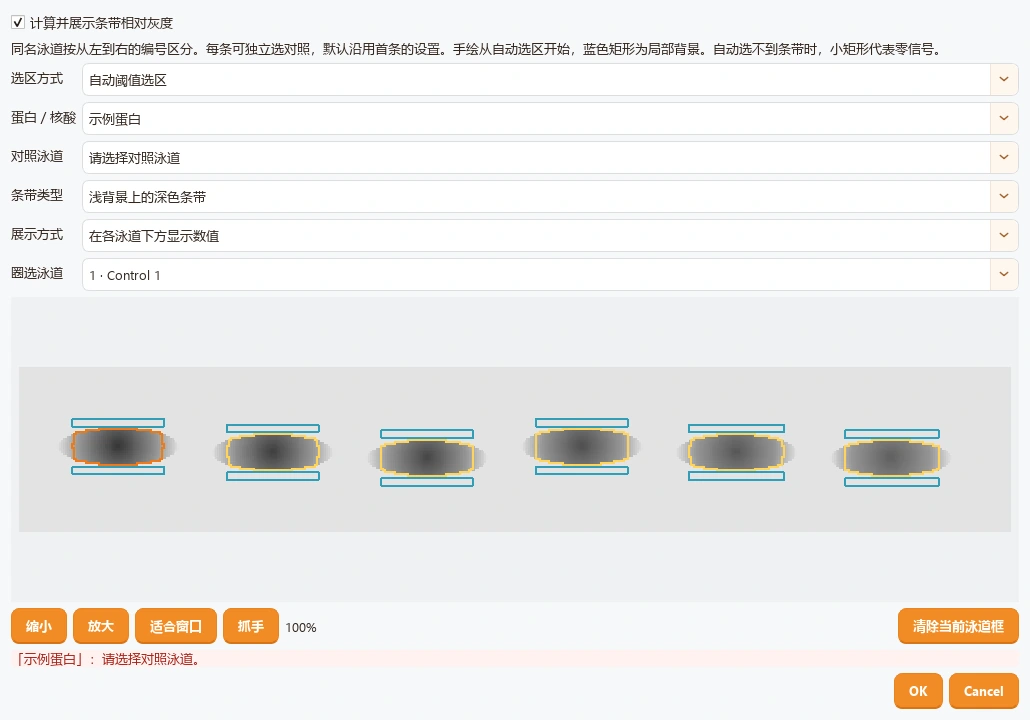 计算并展示条带相对灰度
同名泳道按从左到右的编号区分。每条可独立选对照，默认沿用首条的设置。手绘从自动选区开始，蓝色矩形为局部背景。自动选不到条带时，小矩形代表零信号。
选区方式 自动阈值选区
蛋白 / 核酸 示例蛋白
对照泳道 请选择对照泳道
条带类型 浅背景上的深色条带
展示方式 在各泳道下方显示数值
圈选泳道 1 · Control 1
缩小 放大 适合窗口 抓手 100% 清除当前泳道框
「示例蛋白」：请选择对照泳道。
OK Cancel